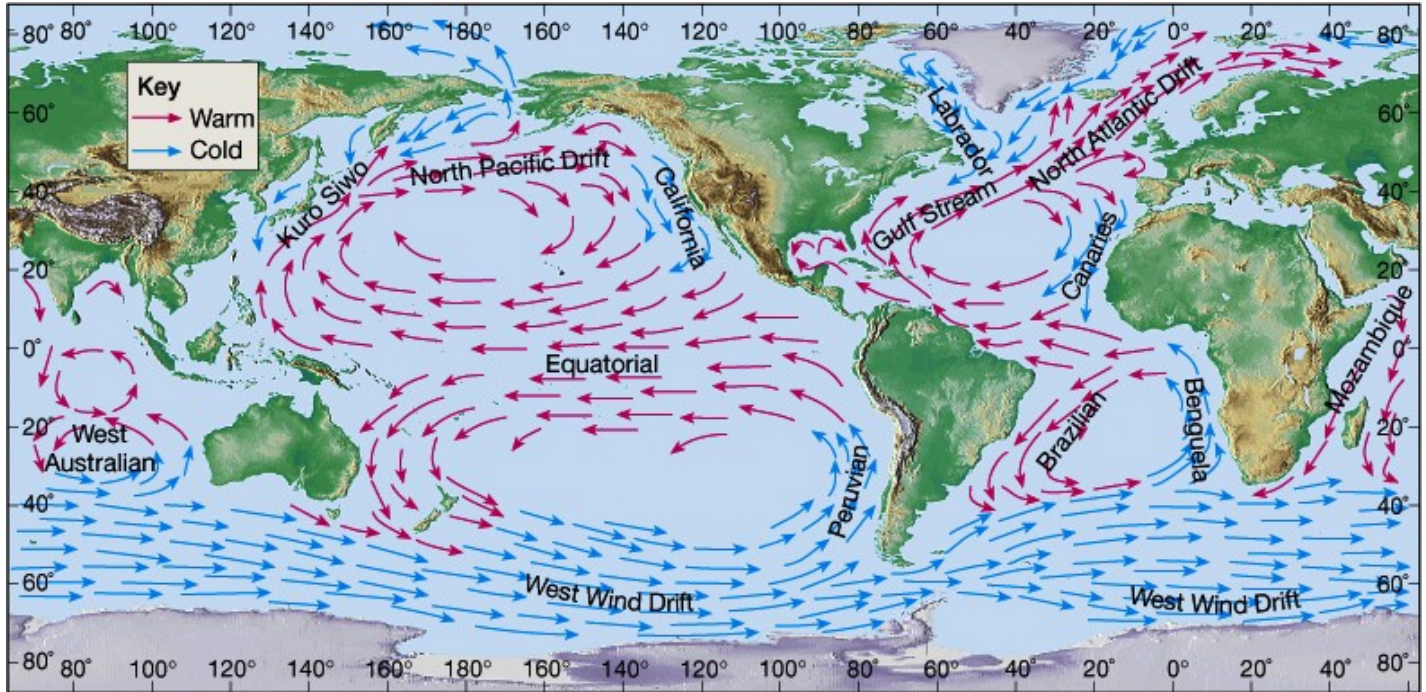 80° 80° 100° 120° 140° 160° 180° 160° 140° 120° 100° 80° 60° 40° 20° 0° 20° 40° 80°
Key
Warm
Cold
60° 60°
Labrador
North Atlantic Drift
North Pacific Drift
Kuro Siwo
California
40° 40°
Gulf Stream
Canaries
20° 20°
Mozambique
0° 0°
Equatorial
Benguela
Brazilian
20° 20°
West
Australian
Peruvian
40° 40°
60° 60°
West Wind Drift
West Wind Drift
80° 80° 100° 120° 140° 160° 180° 160° 140° 120° 100° 80° 60° 40° 20° 0° 20° 40° 80°